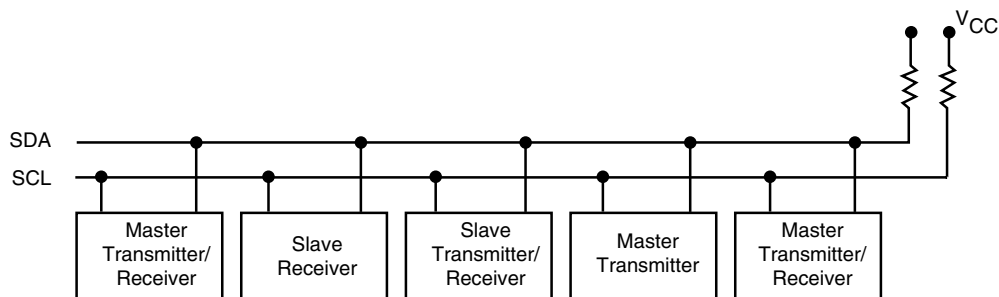 VCC
SDA
SCL
Master
Transmitter/
Receiver
Slave
Receiver
Slave
Transmitter/
Receiver
Master
Transmitter
Master
Transmitter/
Receiver